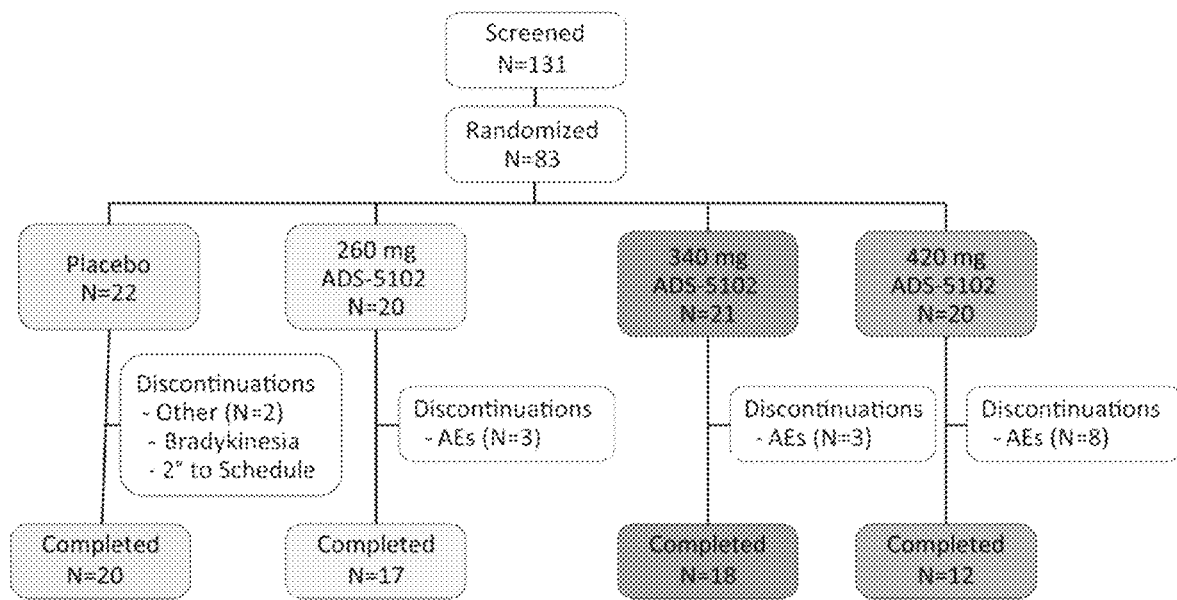 Screened
N=131
Randomized
N=83
Placebo
N=22
260 mg
ADS-5102
N=20
340 mg
ADS-5102
N=21
420 mg
ADS-5102
N=20
Discontinuations
- Other (N=2)
- Bradykinesia
- 2° to Schedule
Discontinuations
- AEs (N=3)
Discontinuations
- AEs (N=3)
Discontinuations
- AEs (N=8)
Completed
N=20
Completed
N=17
Completed
N=18
Completed
N=12